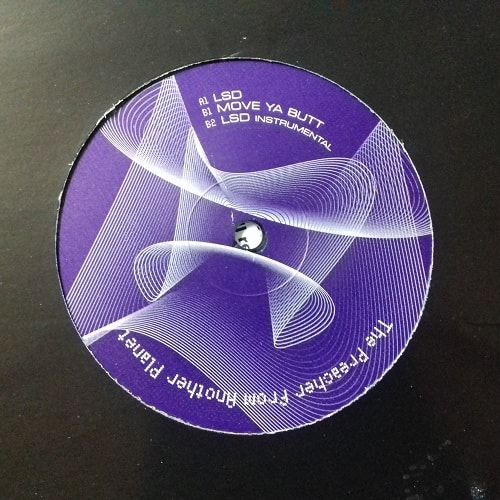 A1 LSD
B1 MOVE YA BUTT
B2 LSD INSTRUMENTAL
The Preacher From Another Planet